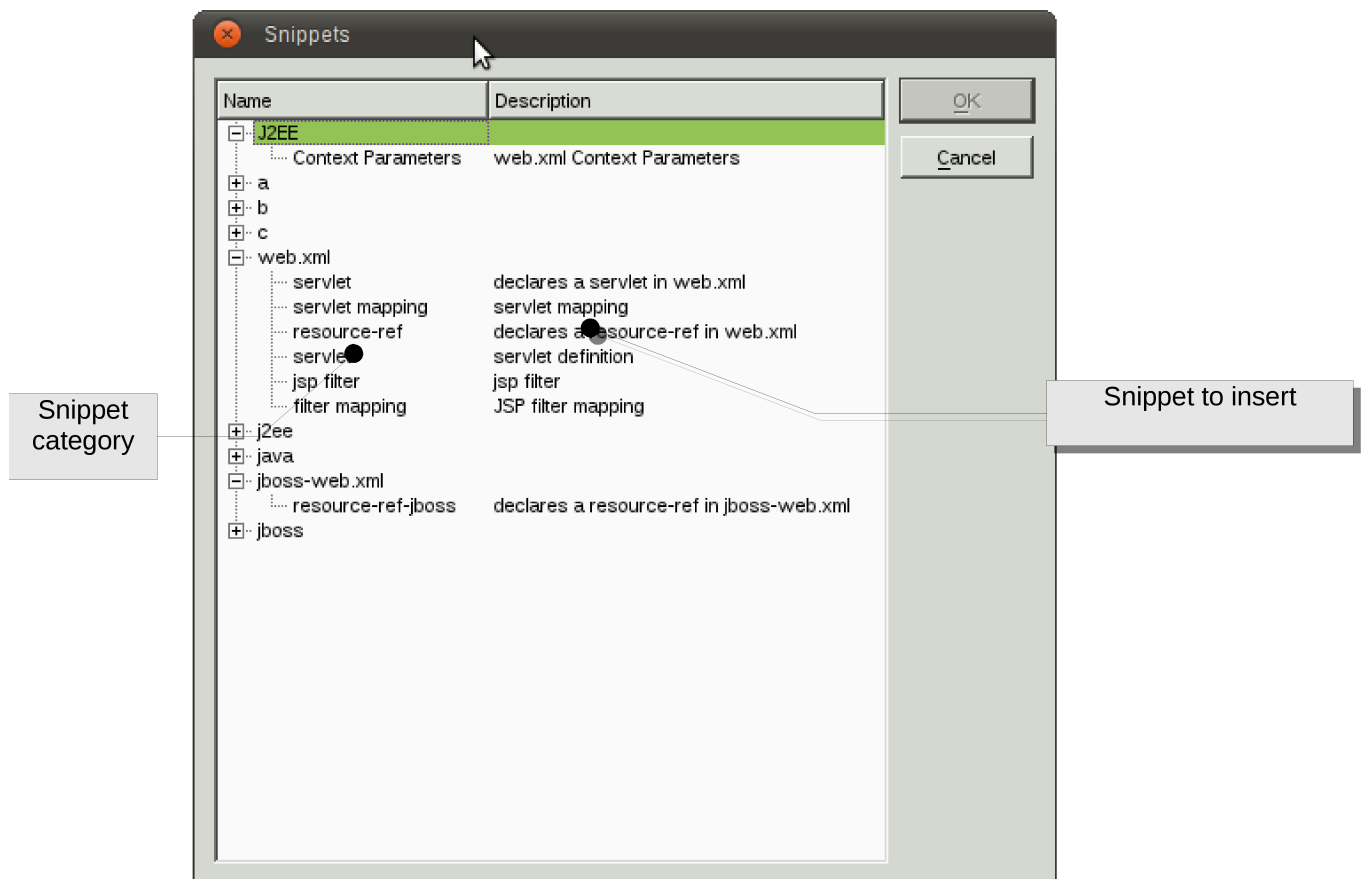 Snippets
Name Description
OK
Cancel
J2EE
Context Parameters web.xml Context Parameters
a
b
c
web.xml
servlet declares a servlet in web.xml
servlet mapping servlet mapping
resource-ref declares a resource-ref in web.xml
servlet servlet definition
jsp filter jsp filter
filter mapping JSP filter mapping
j2ee
java
jboss-web.xml
resource-ref-jboss declares a resource-ref in jboss-web.xml
jboss
Snippet
category
Snippet to insert